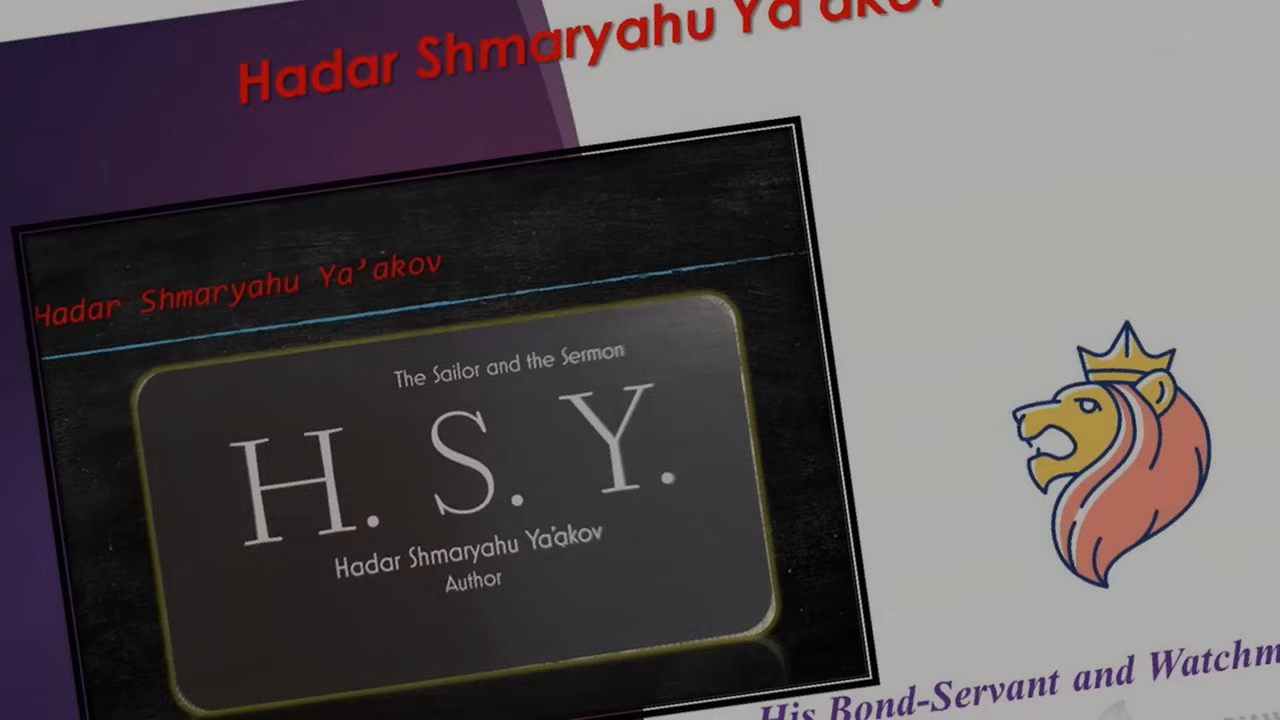 Hadar Shmaryahu Ya'akov
Hadar Shmaryahu Ya’akov
The Sailor and the Sermon
H. S. Y.
Hadar Shmaryahu Ya'akov
Author
His Bond-Servant and